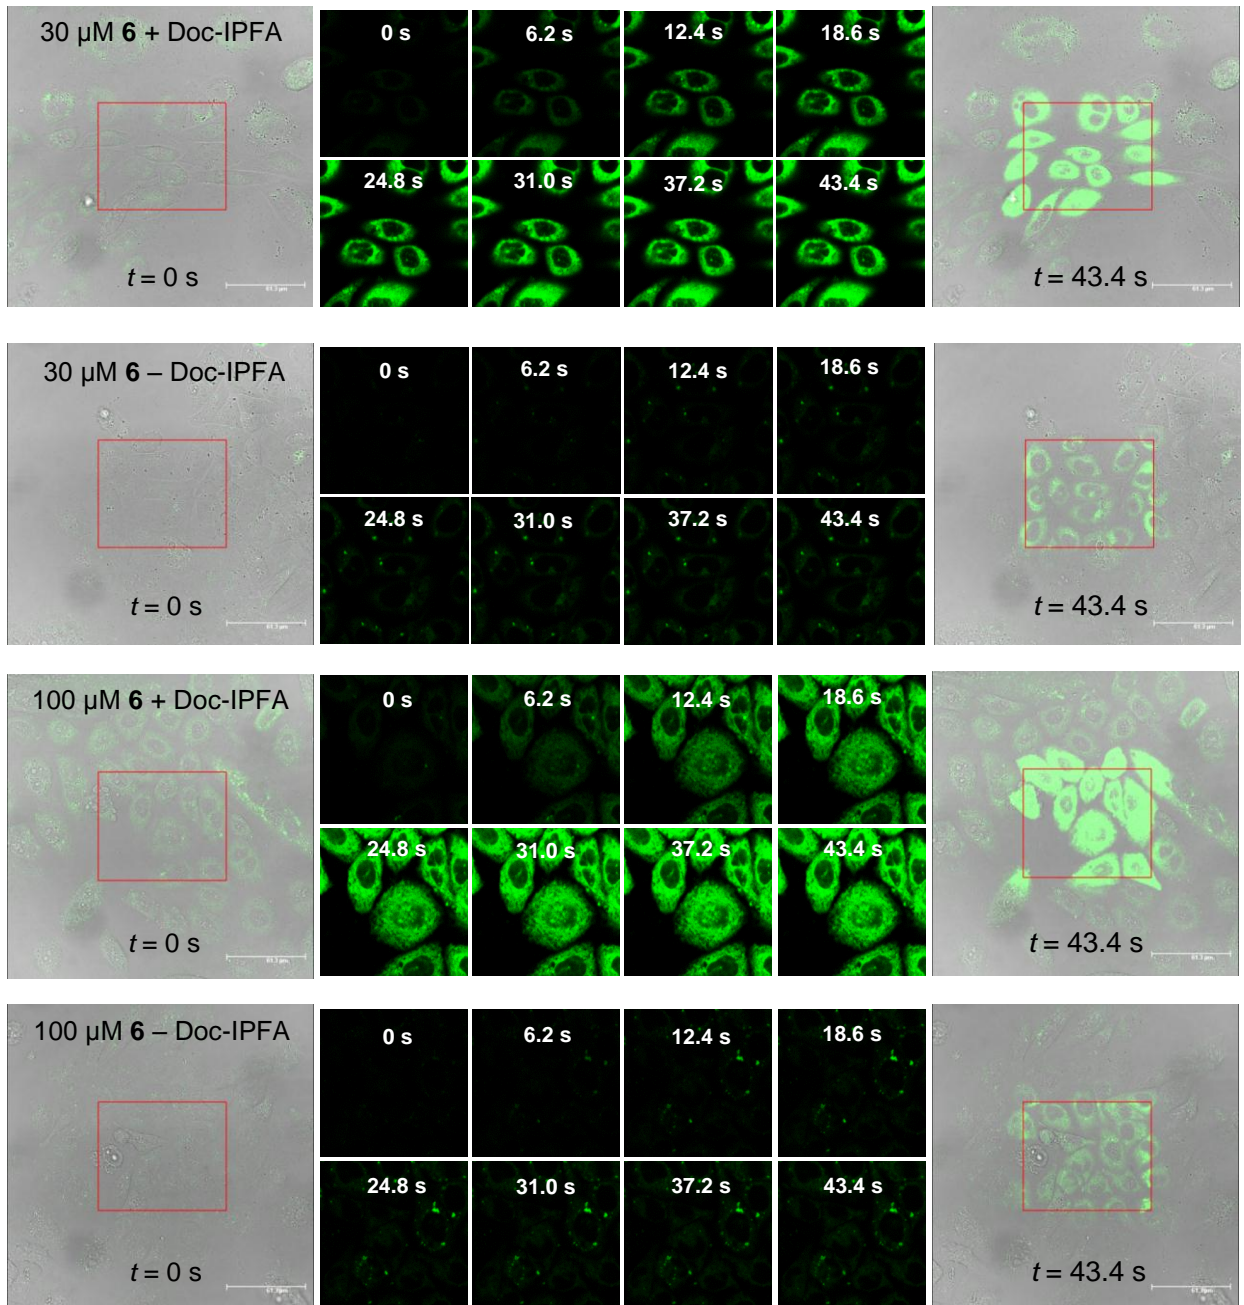 30 µM 6 + Doc-IPFA
0 s
6.2 s
12.4 s
18.6 s
24.8 s
31.0 s
37.2 s
43.4 s
t = 0 s
t = 43.4 s
30 µM 6 – Doc-IPFA
0 s
6.2 s
12.4 s
18.6 s
24.8 s
31.0 s
37.2 s
43.4 s
t = 0 s
t = 43.4 s
100 µM 6 + Doc-IPFA
0 s
6.2 s
12.4 s
18.6 s
24.8 s
31.0 s
37.2 s
43.4 s
t = 0 s
t = 43.4 s
100 µM 6 – Doc-IPFA
0 s
6.2 s
12.4 s
18.6 s
24.8 s
31.0 s
37.2 s
43.4 s
t = 0 s
t = 43.4 s